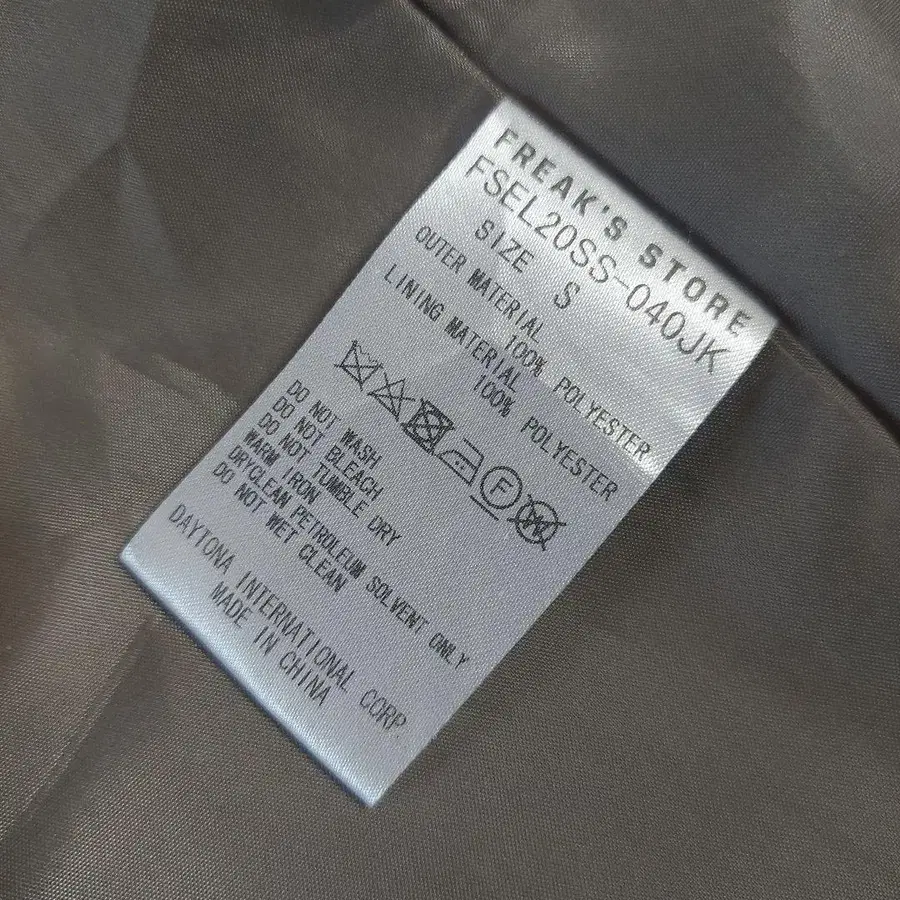 FREAK'S STORE
FSEL20SS-040JK
SIZE S
OUTER MATERIAL
100% POLYESTER
LINING MATERIAL
100% POLYESTER
F W
DO NOT WASH
DO NOT BLEACH
DO NOT TUMBLE DRY
WARM IRON
DRYCLEAN PETROLEUM SOLVENT ONLY
DO NOT WET CLEAN
DAYTONA INTERNATIONAL CORP.
MADE IN CHINA